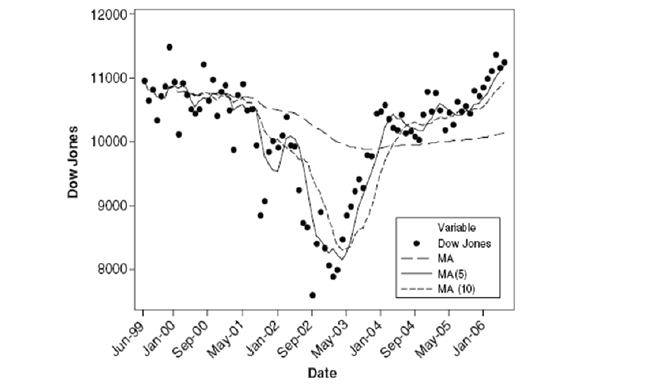 12000
11000
10000
9000
8000
Dow Jones
Variable
Dow Jones
MA
MA(5)
MA (10)
Jun-99
Jan-00
Sep-00
May-01
Jan-02
Sep-02
May-03
Jan-04
Sep-04
May-05
Jan-06
Date